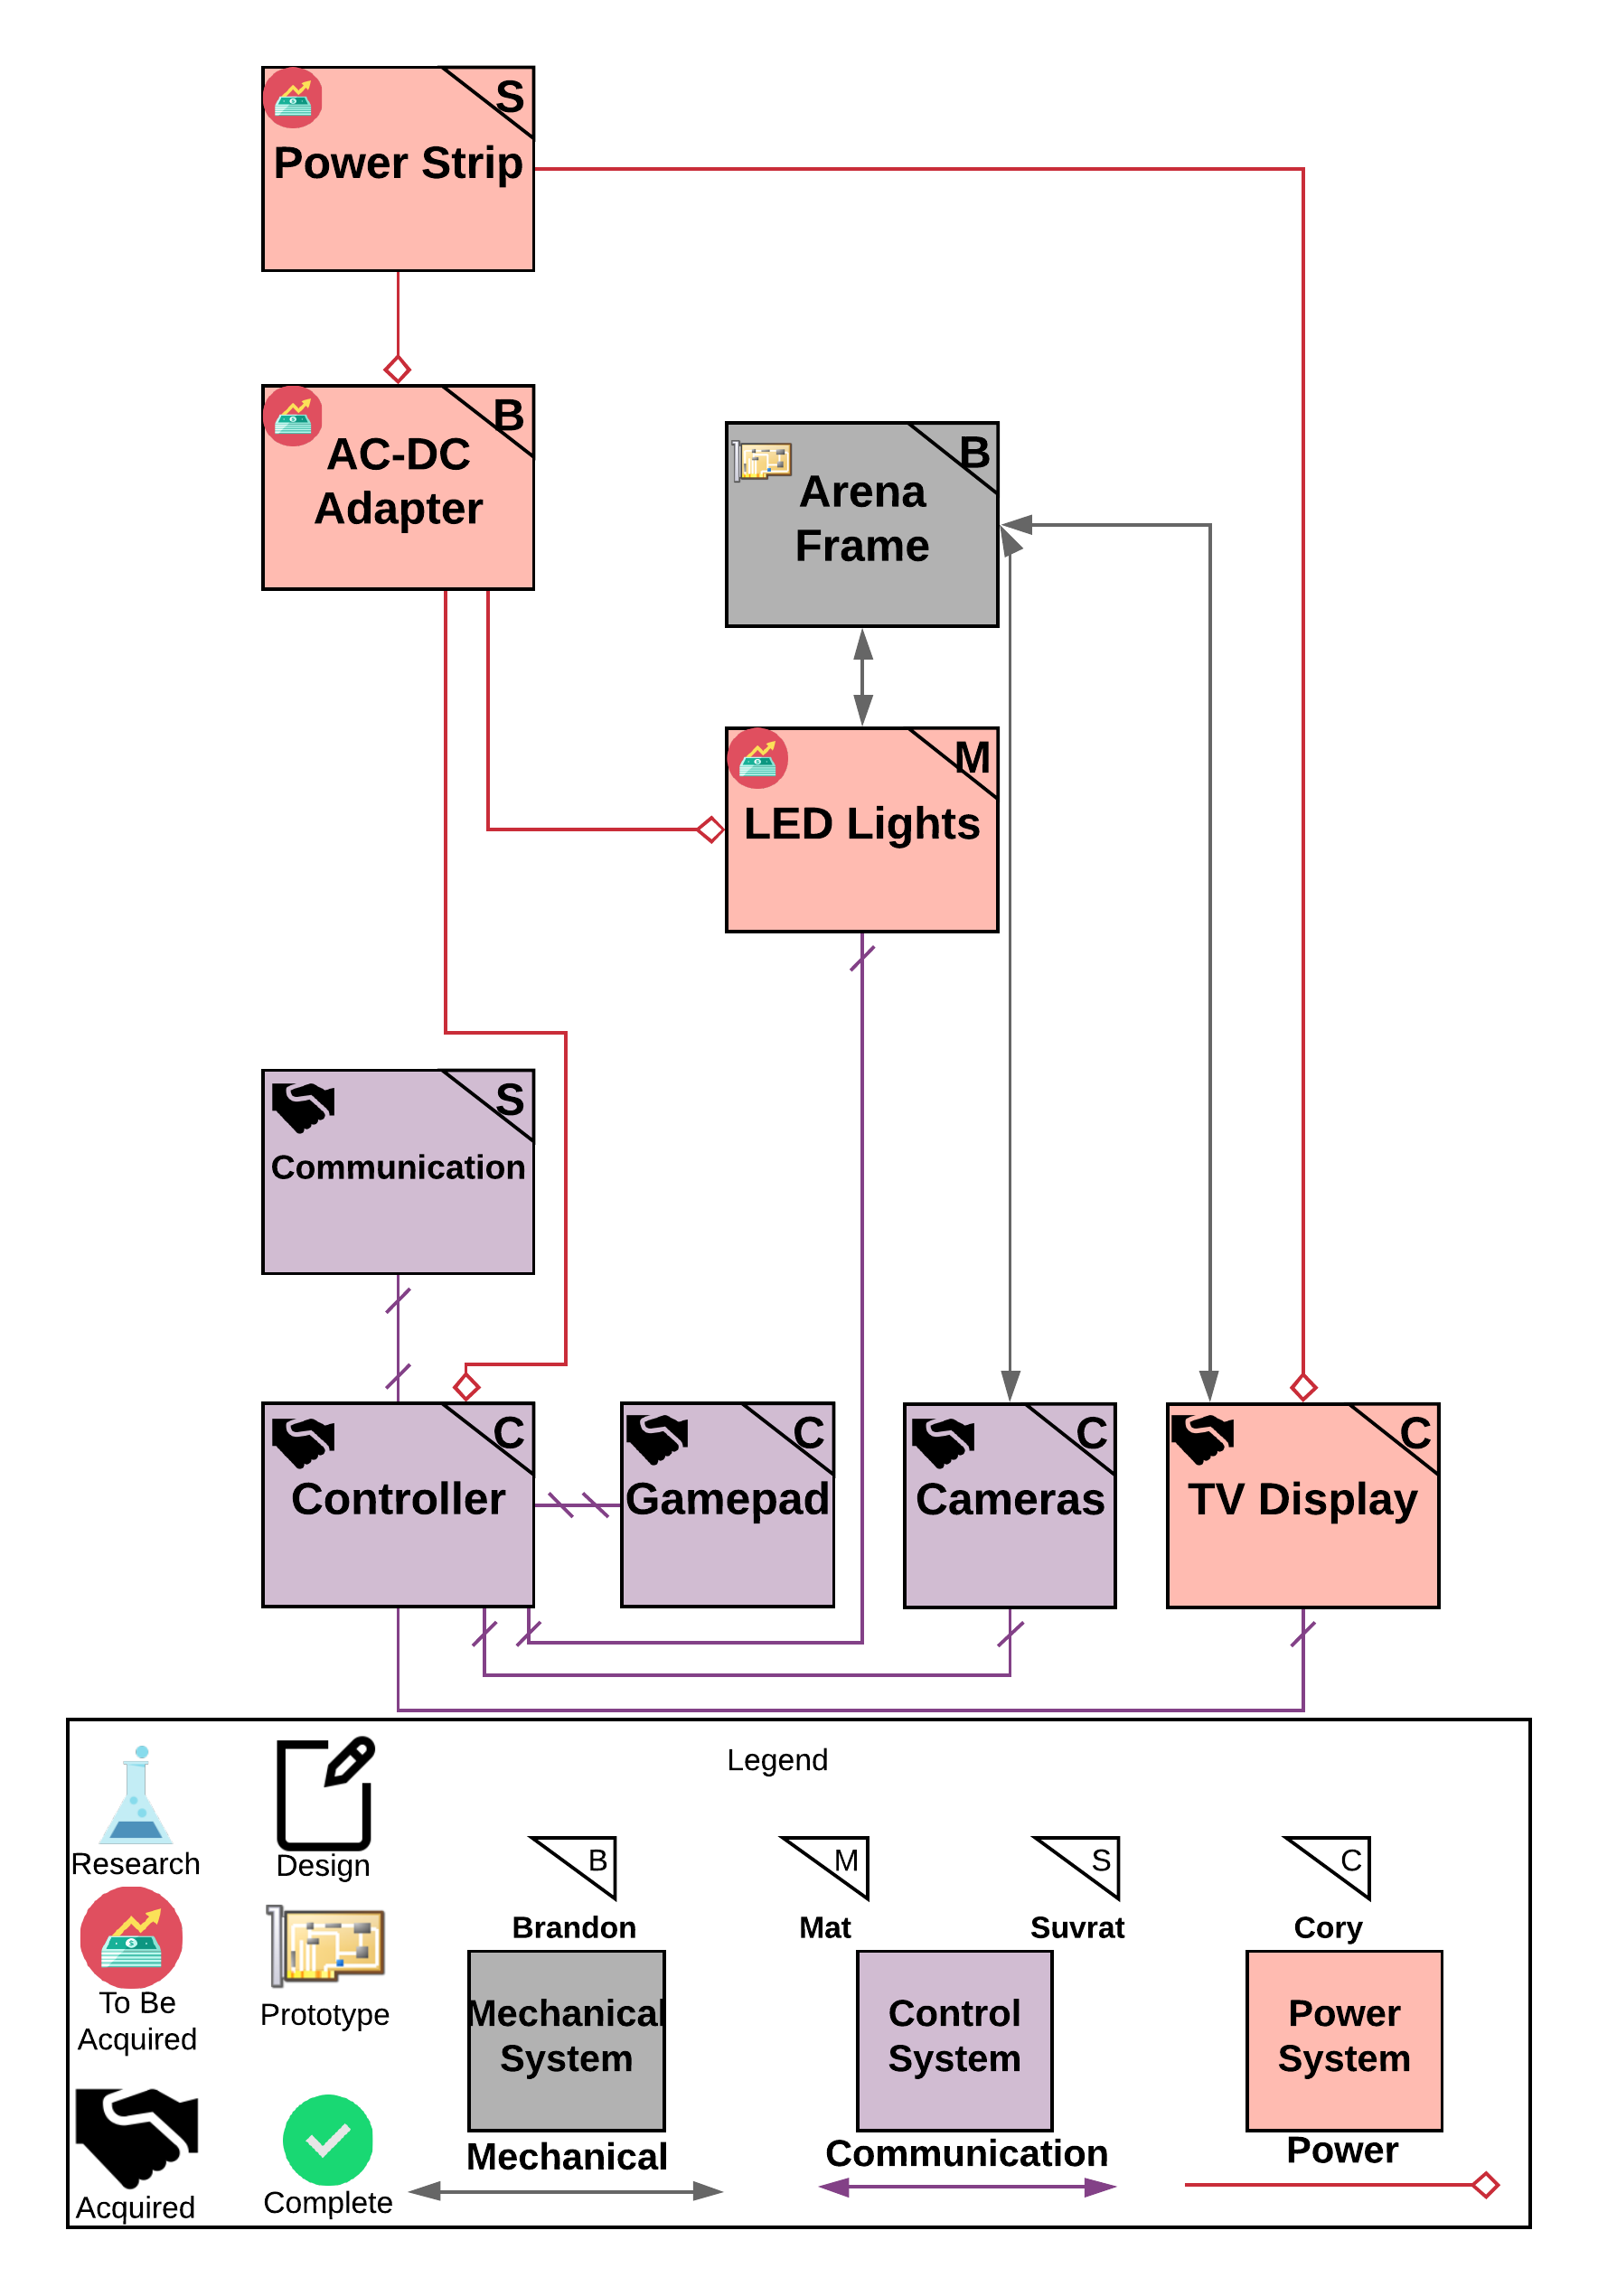 S
Power Strip
B
AC-DC
Adapter
B
Arena
Frame
M
LED Lights
S
Communication
C
Controller
C
Gamepad
C
Cameras
C
TV Display
Legend
Research
Design
B
M
S
C
Brandon
Mat
Suvrat
Cory
To Be
Acquired
Prototype
Mechanical
System
Control
System
Power
System
Acquired
Complete
Mechanical
Communication
Power